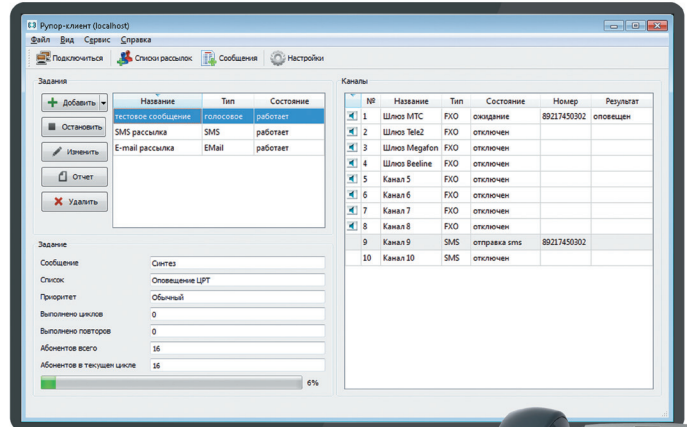 Рупор-клиент (localhost)
Файл Вид Сервис Справка
Подключиться Списки рассылок Сообщения Настройки
Задания
Добавить
Остановить
Изменить
Отчет
Удалить
Название Тип Состояние
тестовое сообщение голосовое работает
SMS рассылка SMS работает
E-mail рассылка EMail работает
Задание
Сообщение Синтез
Список Оповещение ЦРТ
Приоритет Обычный
Выполнено циклов 0
Выполнено повторов 0
Абонентов всего 16
Абонентов в текущем цикле 16
6%
Каналы
№ Название Тип Состояние Номер Результат
1 Шлюз МТС FXO ожидание 89217450302 оповещен
2 Шлюз Tele2 FXO отключен
3 Шлюз Megafon FXO отключен
4 Шлюз Beeline FXO отключен
5 Канал 5 FXO отключен
6 Канал 6 FXO отключен
7 Канал 7 FXO отключен
8 Канал 8 FXO отключен
9 Канал 9 SMS отправка sms 89217450302
10 Канал 10 SMS отключен